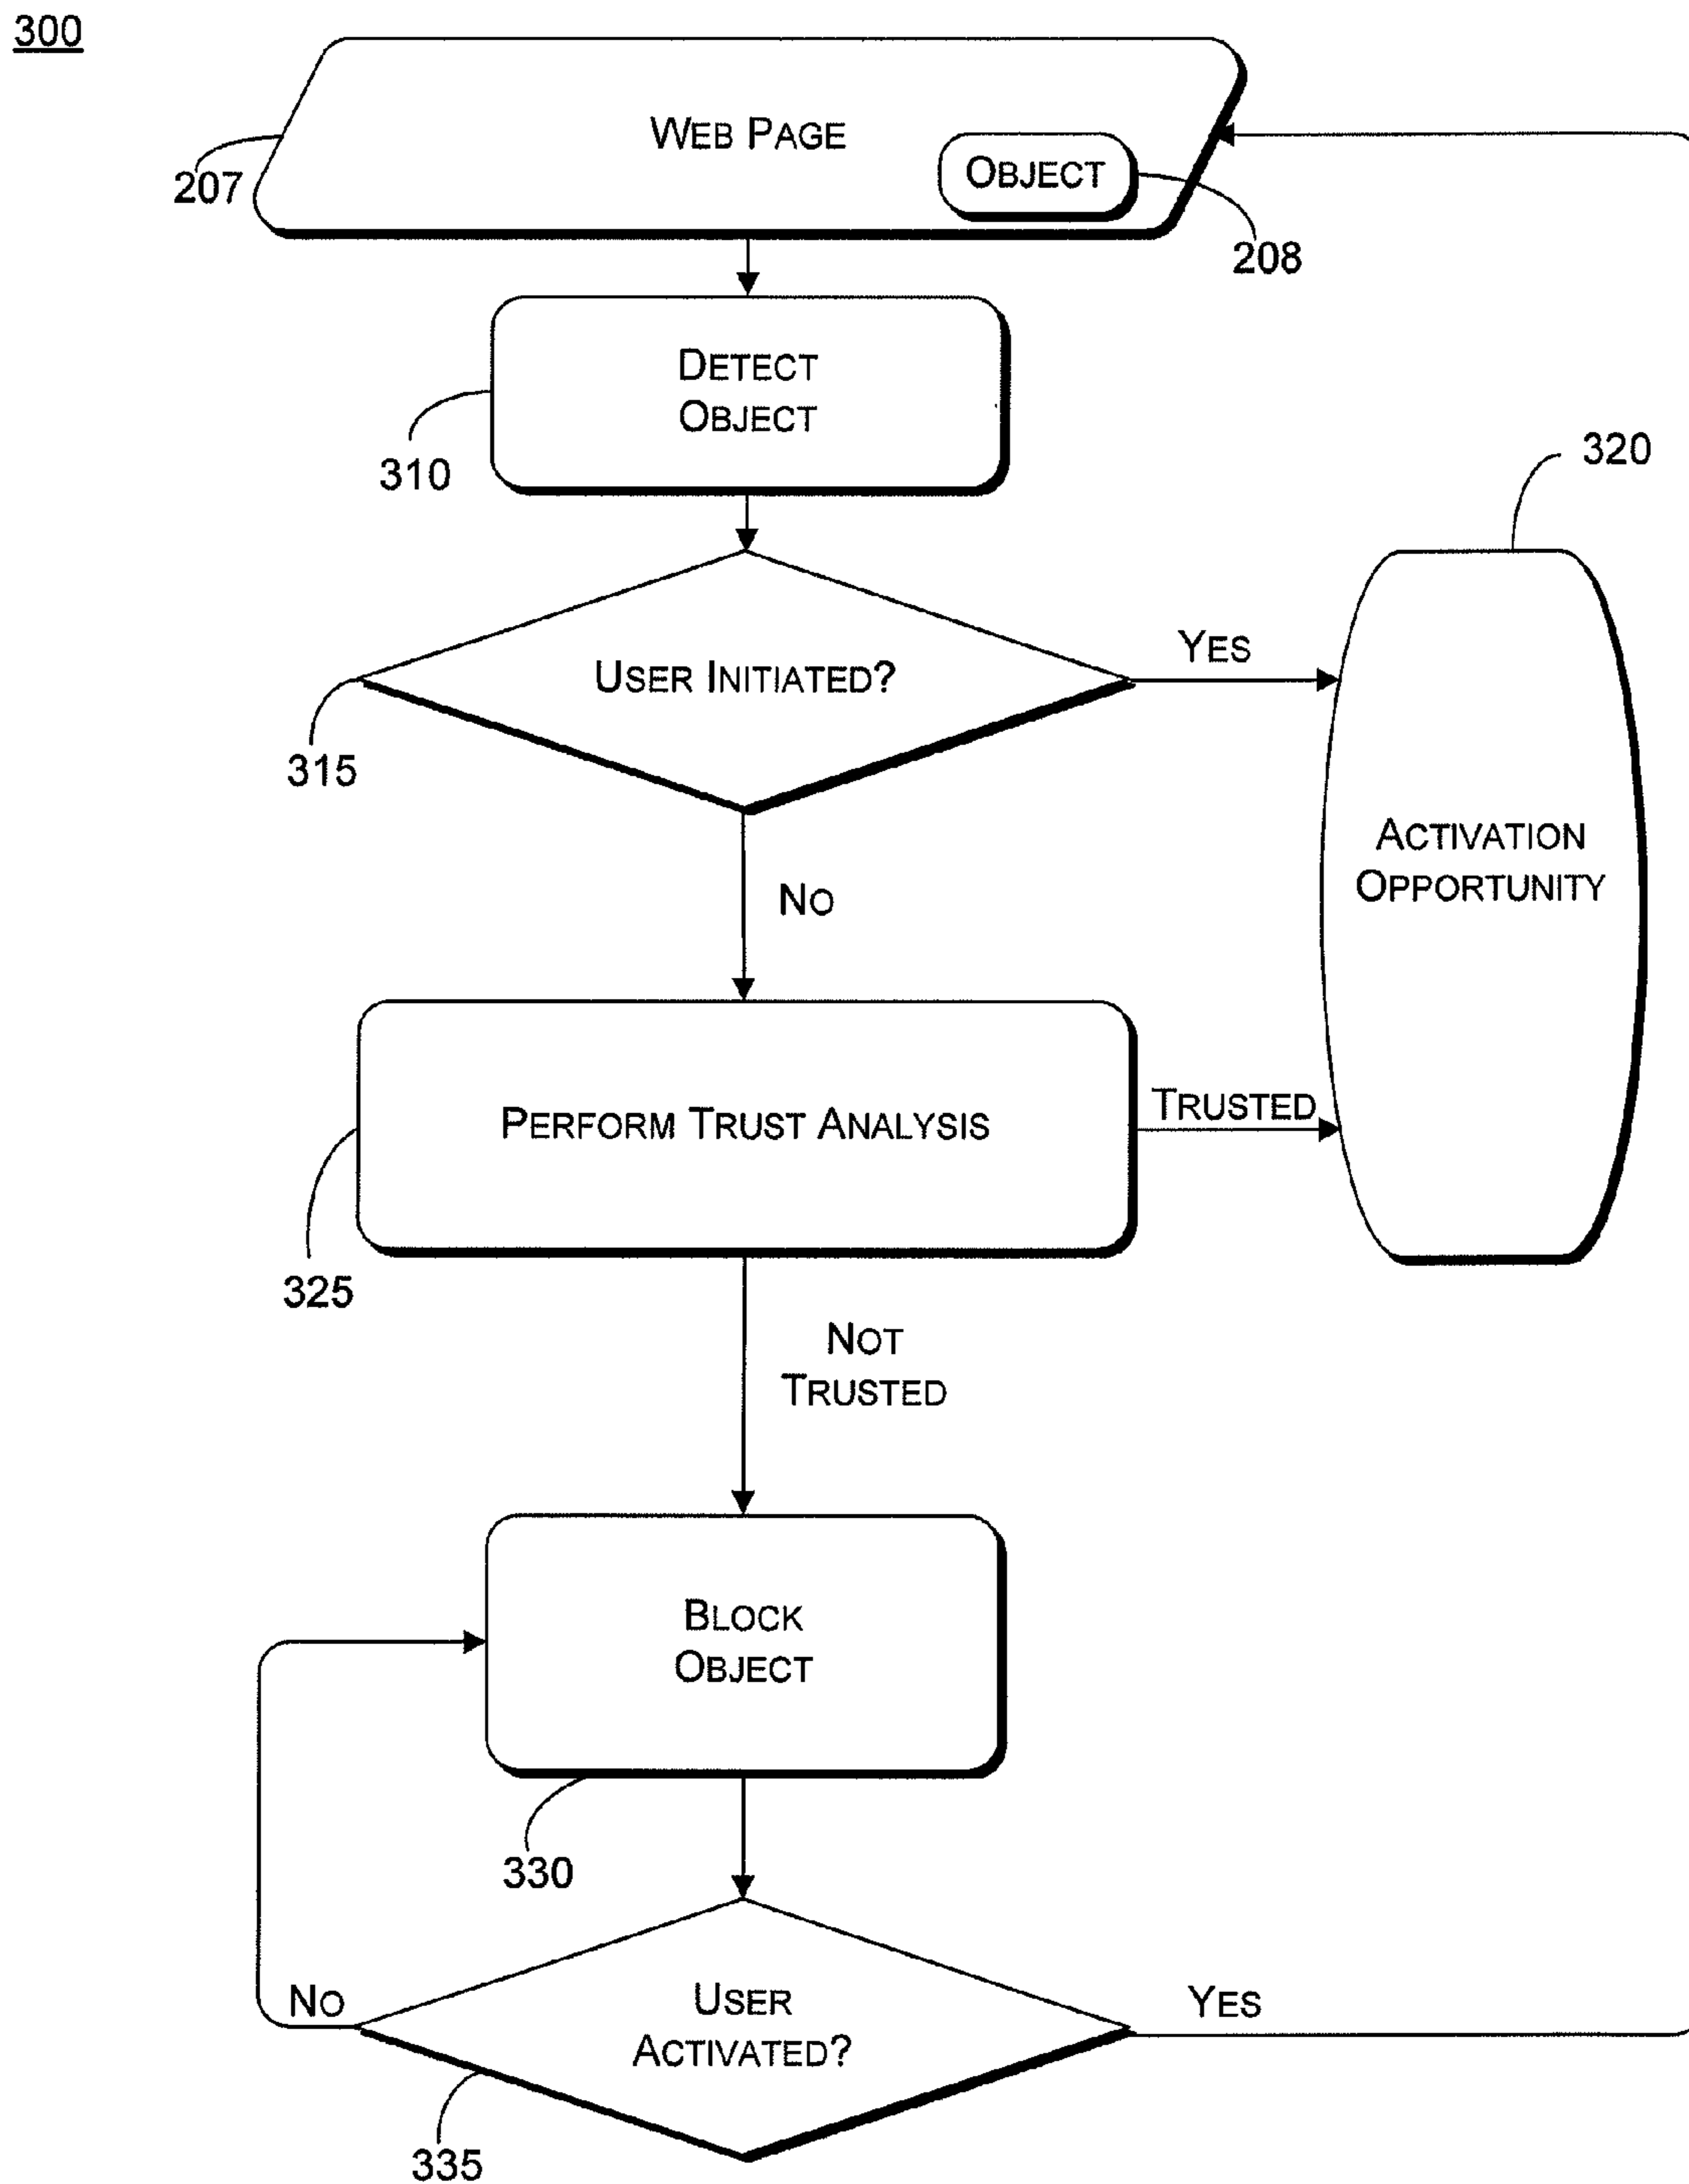 300
WEB PAGE
OBJECT
207
208
DETECT
OBJECT
310
320
USER INITIATED?
YES
315
ACTIVATION
OPPORTUNITY
NO
PERFORM TRUST ANALYSIS
TRUSTED
325
NOT
TRUSTED
BLOCK
OBJECT
330
NO
USER
ACTIVATED?
YES
335